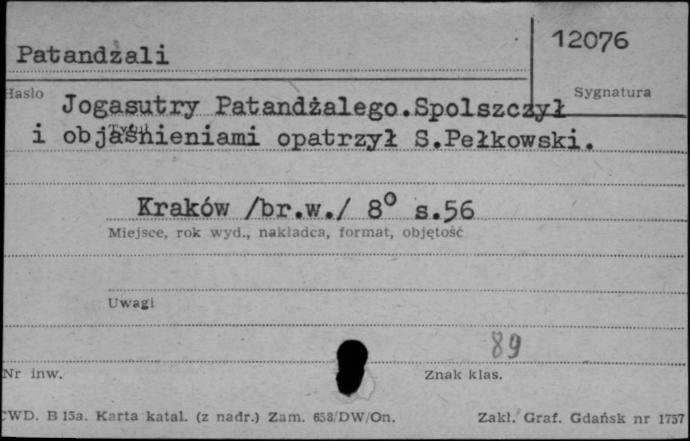 12076
Patandżali
Hasło
Sygnatura
Jogasutry Patandżalego.Spolszczył
Tytuł
i objaśnieniami opatrzył S.Pełkowski.
Kraków /br.w./ 8⁰ s.56
Miejsce, rok wyd., nakładca, format, objętość
Uwagi
89
Nr inw.
Znak klas.
CWD. B 15a. Karta katal. (z nadr.) Zam. 658/DW/On.
Zakł. Graf. Gdańsk nr 1757